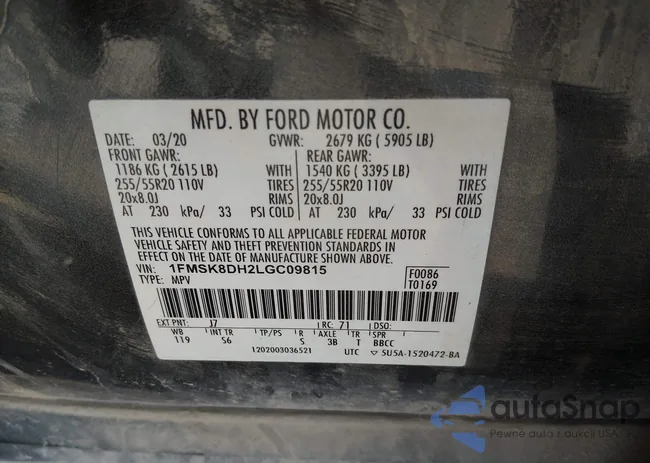 MFD. BY FORD MOTOR CO.
DATE: 03/20 GVWR: 2679 KG ( 5905 LB)
FRONT GAWR: REAR GAWR:
1186 KG ( 2615 LB) WITH 1540 KG ( 3395 LB) WITH
255/55R20 110V TIRES 255/55R20 110V TIRES
20x8.0J RIMS 20x8.0J RIMS
AT 230 kPa/ 33 PSI COLD AT 230 kPa/ 33 PSI COLD
THIS VEHICLE CONFORMS TO ALL APPLICABLE FEDERAL MOTOR
VEHICLE SAFETY AND THEFT PREVENTION STANDARDS IN
EFFECT ON THE DATE OF MANUFACTURE SHOWN ABOVE.
VIN: 1FMSK8DH2LGC09815 F0086
TYPE: MPV T0169
EXT PNT: J7 RC: 71 DSO:
WB INT TR TP/PS R AXLE TR SPR
119 S6 S 3B T BBCC
1202003036521 UTC 5U5A-1520472-BA
autoSnap
Pewne auta z aukcji USA